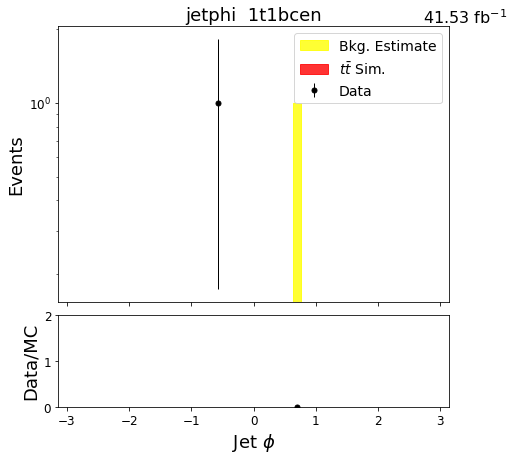 jetphi 1t1bcen
41.53 fb⁻¹
Bkg. Estimate
tt̄ Sim.
Data
10⁰
Events
2
1
0
Data/MC
−3 −2 −1 0 1 2 3
Jet ϕ